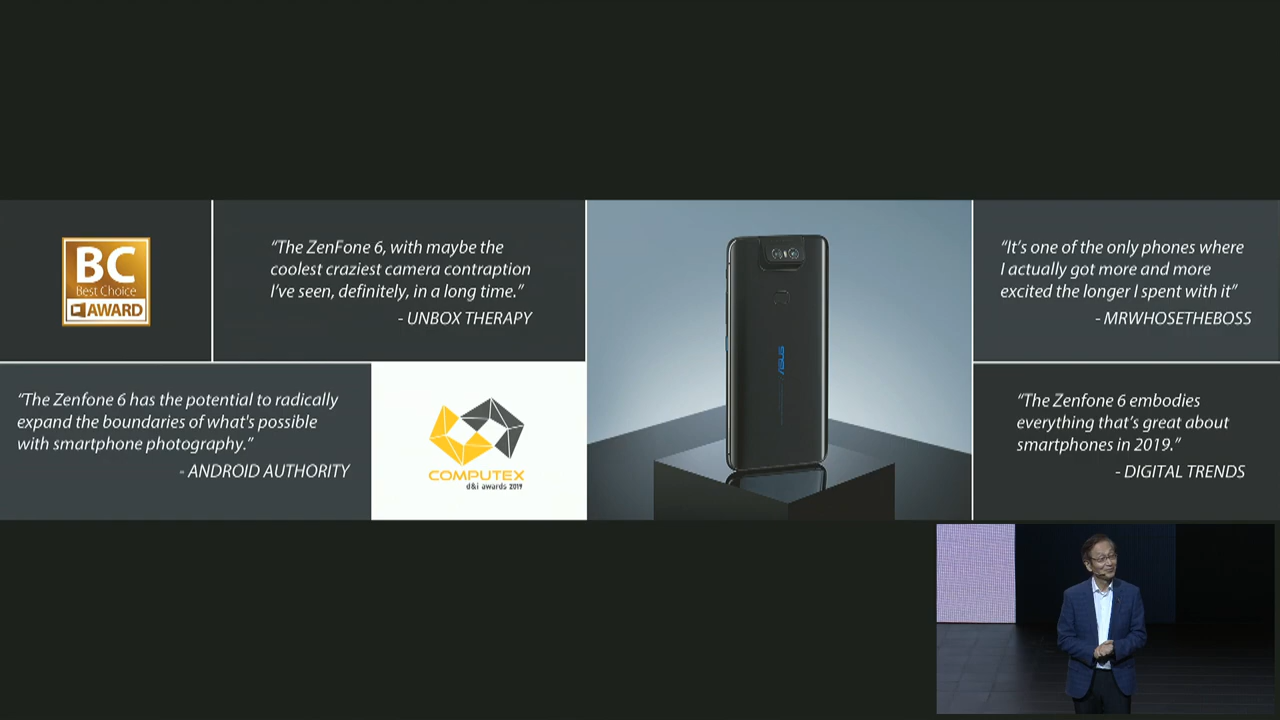 BC
Best Choice
AWARD
“The ZenFone 6, with maybe the
coolest craziest camera contraption
I’ve seen, definitely, in a long time.”
- UNBOX THERAPY
“The Zenfone 6 has the potential to radically
expand the boundaries of what's possible
with smartphone photography.”
- ANDROID AUTHORITY
COMPUTEX
d&i awards 2019
ASUS
“It’s one of the only phones where
I actually got more and more
excited the longer I spent with it”
- MRWHOSETHEBOSS
“The Zenfone 6 embodies
everything that’s great about
smartphones in 2019.”
- DIGITAL TRENDS